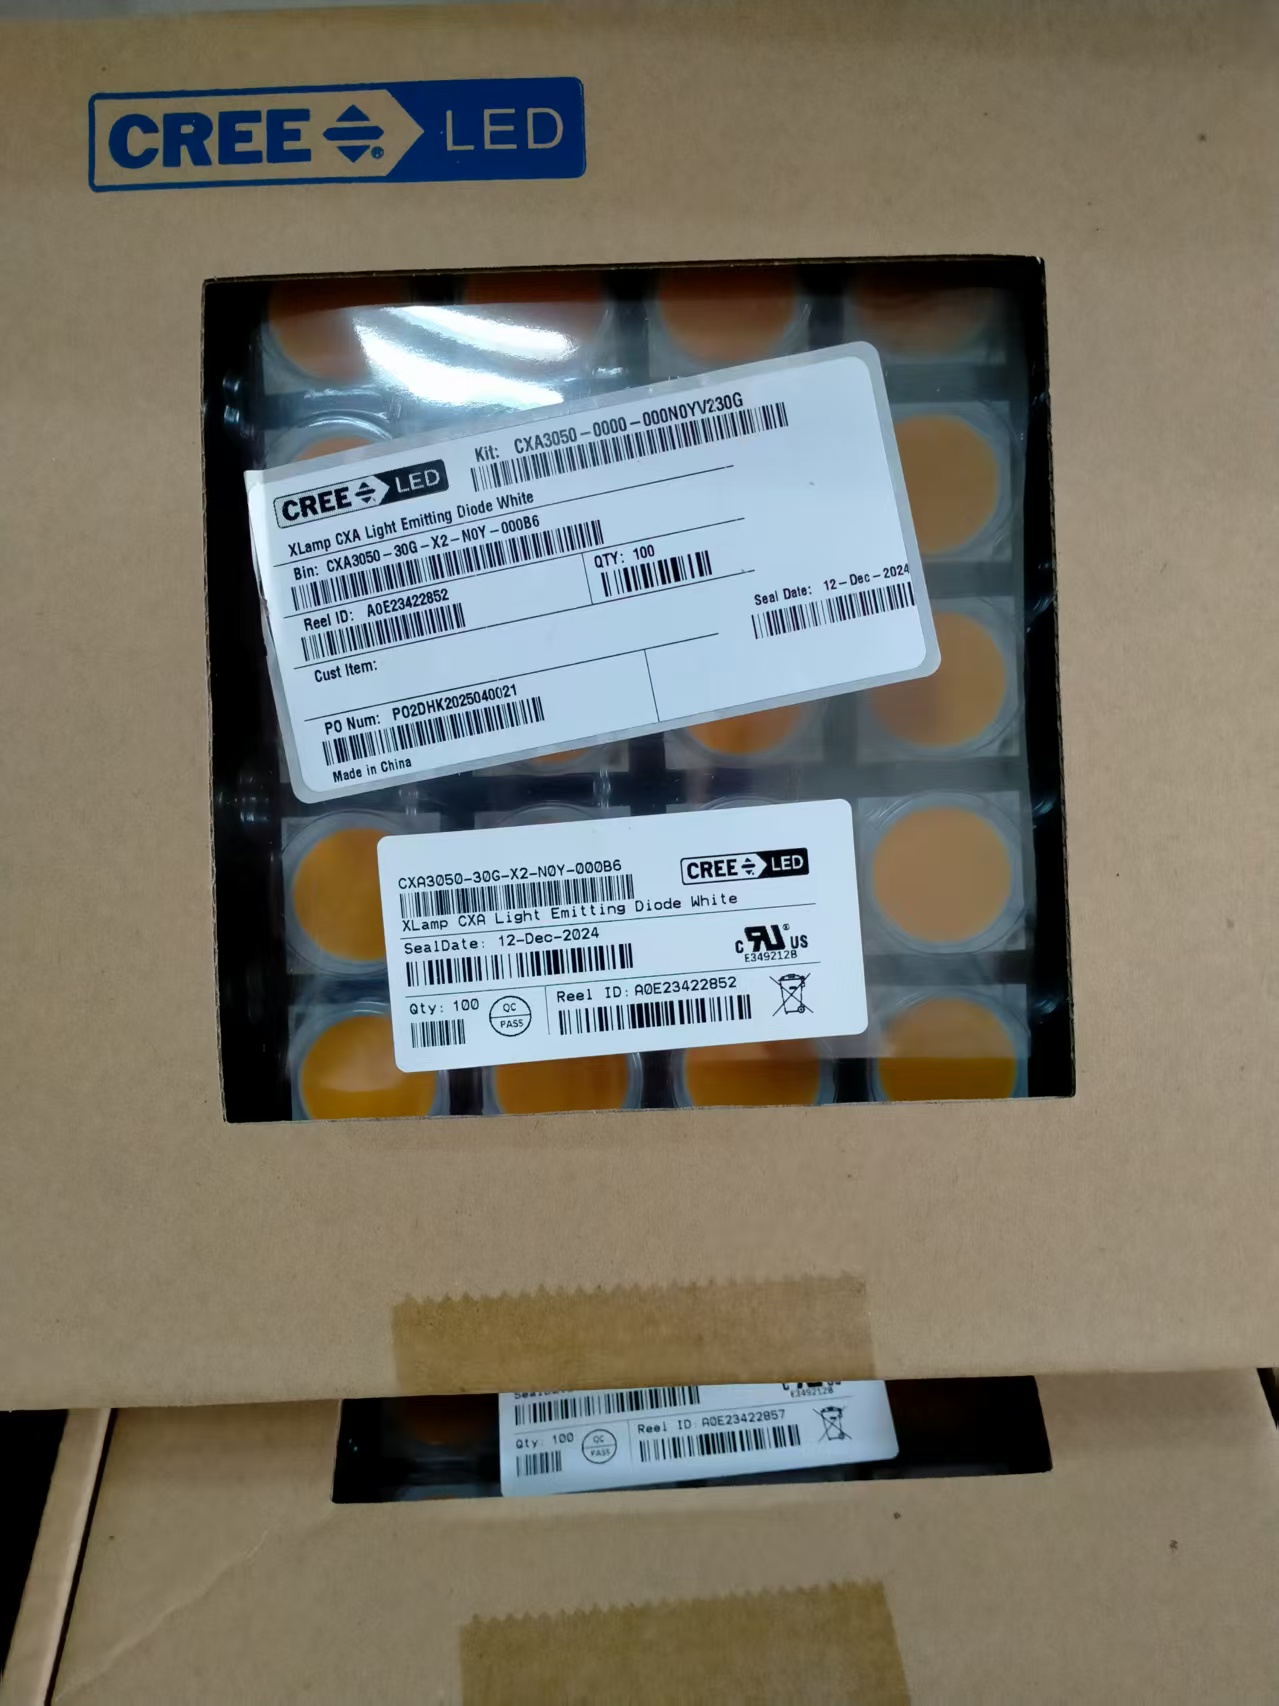 CREE LED
Kit: CXA3050-0000-000N0YV230G
CREE LED
XLamp CXA Light Emitting Diode White
Bin: CXA3050-30G-X2-N0Y-000B6
QTY: 100
Reel ID: A0E23422852
Seal Date: 12-Dec-2024
Cust Item:
PO Num: PO2DHK2025040021
Made in China
CXA3050-30G-X2-N0Y-000B6
CREE LED
XLamp CXA Light Emitting Diode White
SealDate: 12-Dec-2024
c RU ® US
E349212B
Qty: 100
QC
PASS
Reel ID: A0E23422852
E349212B
Qty: 100
QC
PASS
Reel ID: A0E23422857